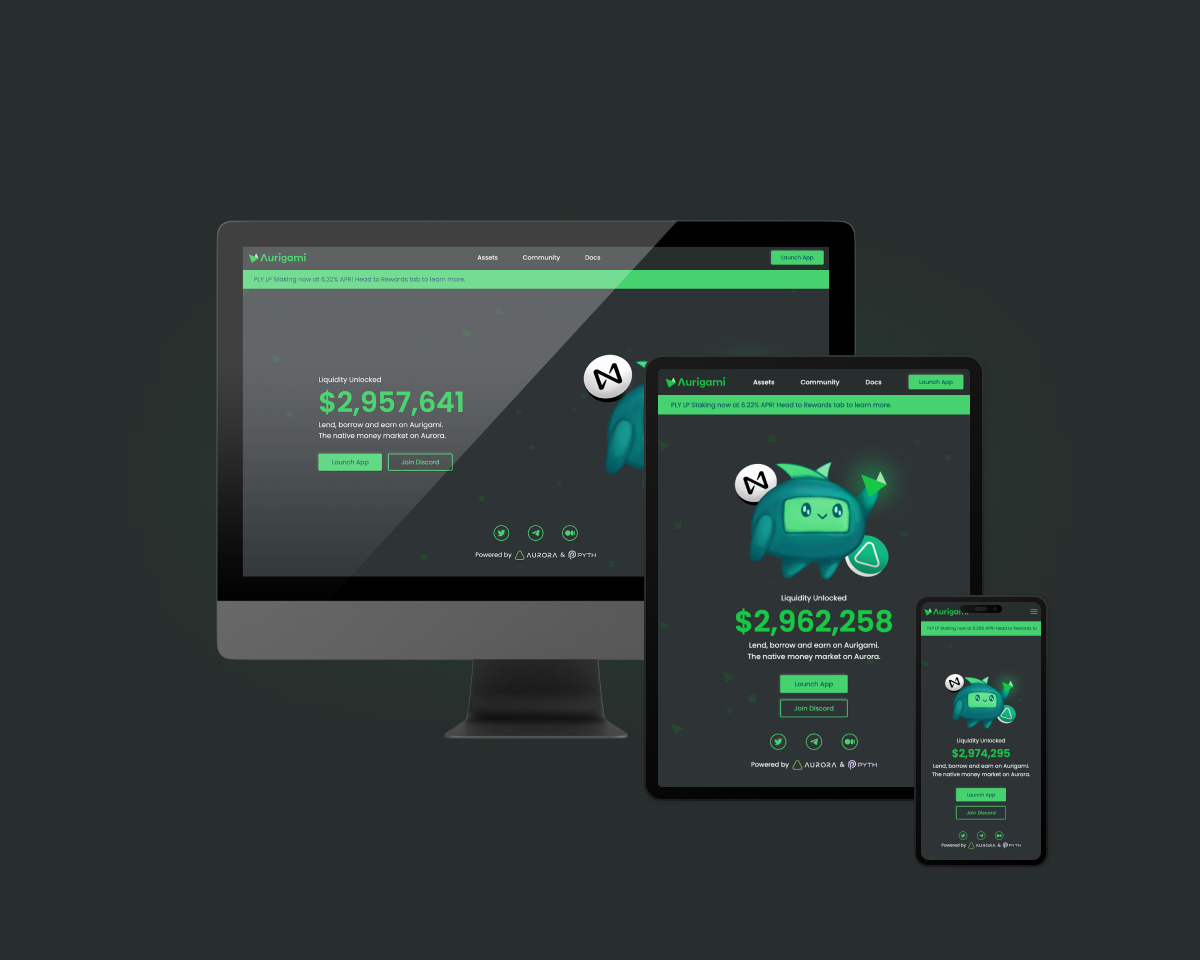 Aurigami
Assets
Community
Docs
Launch App
PLY LP Staking now at 6.22% APR! Head to Rewards tab to learn more.
Liquidity Unlocked
$2,957,641
Lend, borrow and earn on Aurigami.
The native money market on Aurora.
Launch App
Join Discord
Powered by AURORA & PYTH
Aurigami
Assets
Community
Docs
Launch App
PLY LP Staking now at 6.22% APR! Head to Rewards tab to learn more.
Liquidity Unlocked
$2,962,258
Lend, borrow and earn on Aurigami.
The native money market on Aurora.
Launch App
Join Discord
Powered by AURORA & PYTH
Aurigami
PLY LP Staking now at APR! Head to Rewards
Liquidity Unlocked
$2,974,295
Lend, borrow and earn on Aurigami.
The native money market on Aurora.
Launch App
Join Discord
Powered by AURORA & PYTH